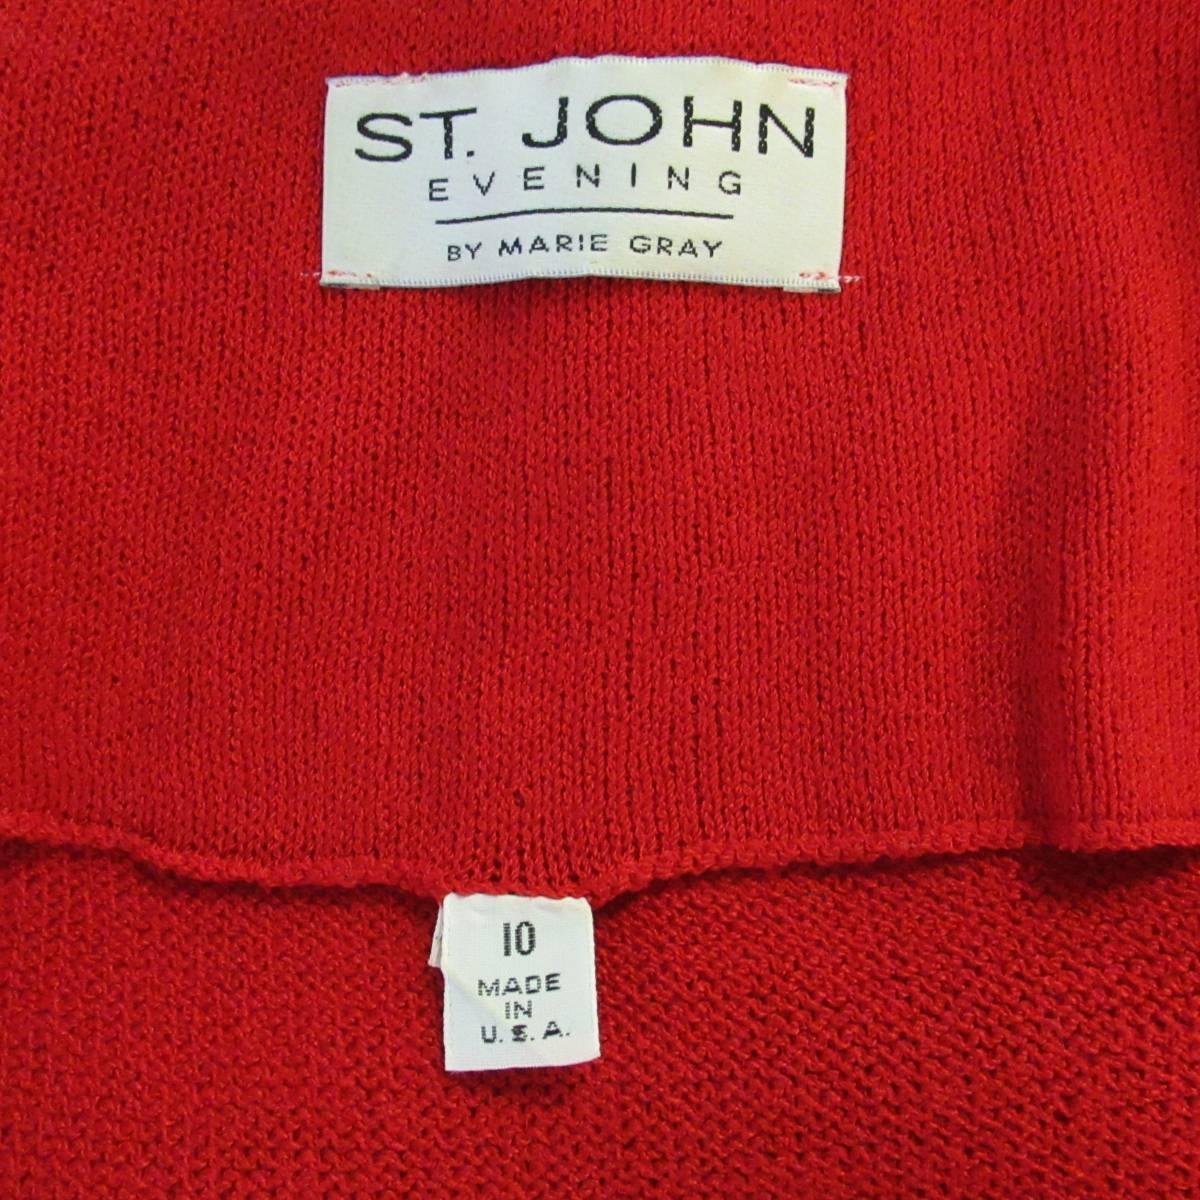 ST. JOHN
EVENING
BY MARIE GRAY
10
MADE
IN
U.S.A.